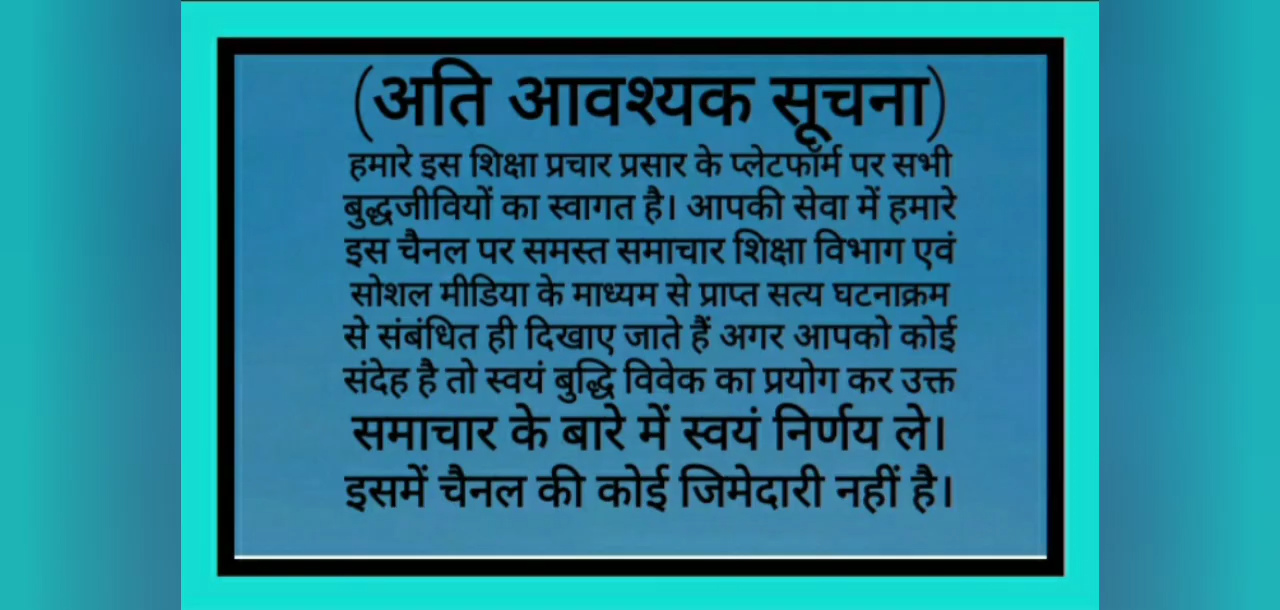 (अति आवश्यक सूचना)
हमारे इस शिक्षा प्रचार प्रसार के प्लेटफॉर्म पर सभी
बुद्धजीवियों का स्वागत है। आपकी सेवा में हमारे
इस चैनल पर समस्त समाचार शिक्षा विभाग एवं
सोशल मीडिया के माध्यम से प्राप्त सत्य घटनाक्रम
से संबंधित ही दिखाए जाते हैं अगर आपको कोई
संदेह है तो स्वयं बुद्धि विवेक का प्रयोग कर उक्त
समाचार के बारे में स्वयं निर्णय ले।
इसमें चैनल की कोई जिमेदारी नहीं है।